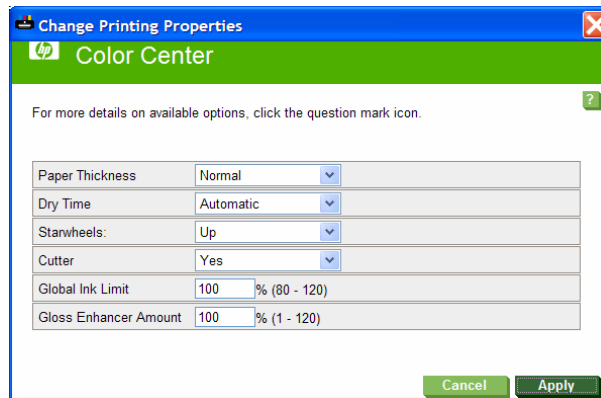 Change Printing Properties
hp Color Center
?
For more details on available options, click the question mark icon.
Paper Thickness Normal
Dry Time Automatic
Starwheels: Up
Cutter Yes
Global Ink Limit 100 % (80 - 120)
Gloss Enhancer Amount 100 % (1 - 120)
Cancel Apply